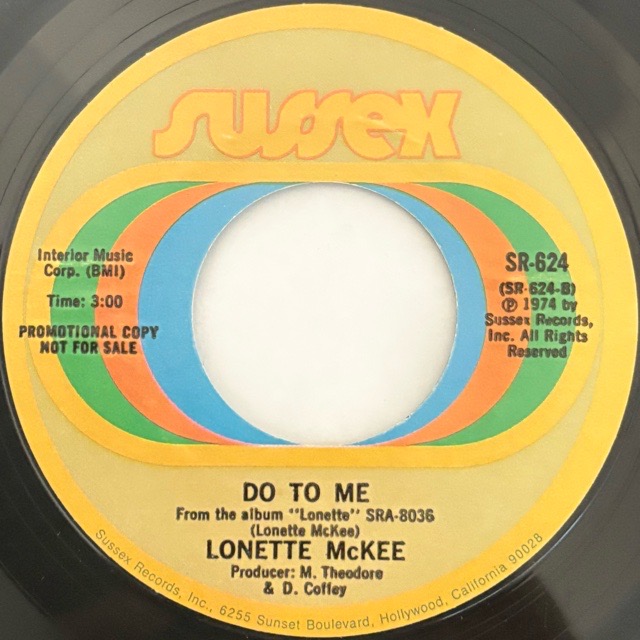 sussex
Interior Music
Corp. (BMI)
Time: 3:00
PROMOTIONAL COPY
NOT FOR SALE
SR-624
(SR-624-B)
℗ 1974 by
Sussex Records,
Inc. All Rights
Reserved
DO TO ME
From the album "Lonette" SRA-8036
(Lonette McKee)
LONETTE McKEE
Producer: M. Theodore
& D. Coffey
Sussex Records, Inc., 6255 Sunset Boulevard, Hollywood, California 90028